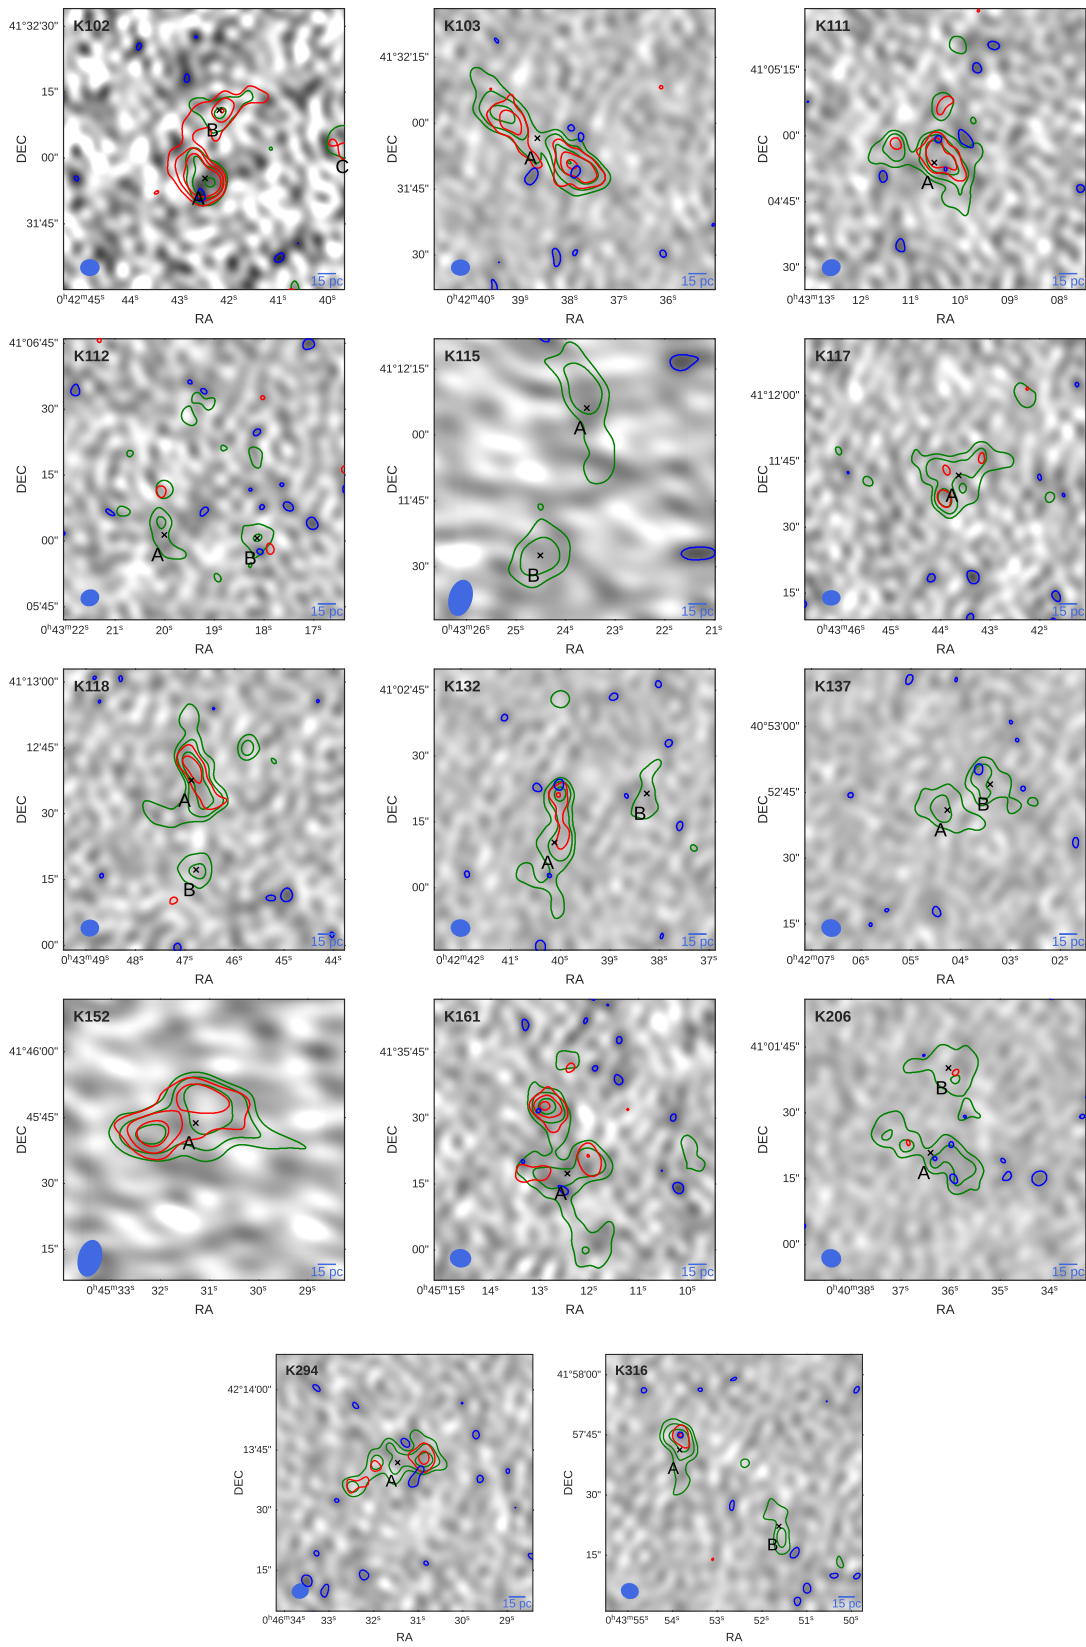 K102
41°32'30"
15"
00"
31'45"
DEC
A
B
C
15 pc
0ʰ42ᵐ45ˢ 44ˢ 43ˢ 42ˢ 41ˢ 40ˢ
RA
K103
41°32'15"
00"
31'45"
30"
DEC
A
15 pc
0ʰ42ᵐ40ˢ 39ˢ 38ˢ 37ˢ 36ˢ
RA
K111
41°05'15"
00"
04'45"
30"
DEC
A
15 pc
0ʰ43ᵐ13ˢ 12ˢ 11ˢ 10ˢ 09ˢ 08ˢ
RA
K112
41°06'45"
30"
15"
00"
05'45"
DEC
A
B
15 pc
0ʰ43ᵐ22ˢ 21ˢ 20ˢ 19ˢ 18ˢ 17ˢ
RA
K115
41°12'15"
00"
11'45"
30"
DEC
A
B
15 pc
0ʰ43ᵐ26ˢ 25ˢ 24ˢ 23ˢ 22ˢ 21ˢ
RA
K117
41°12'00"
11'45"
30"
15"
DEC
A
15 pc
0ʰ43ᵐ46ˢ 45ˢ 44ˢ 43ˢ 42ˢ
RA
K118
41°13'00"
12'45"
30"
15"
00"
DEC
A
B
15 pc
0ʰ43ᵐ49ˢ 48ˢ 47ˢ 46ˢ 45ˢ 44ˢ
RA
K132
41°02'45"
30"
15"
00"
DEC
A
B
15 pc
0ʰ42ᵐ42ˢ 41ˢ 40ˢ 39ˢ 38ˢ 37ˢ
RA
K137
40°53'00"
52'45"
30"
15"
DEC
A
B
15 pc
0ʰ42ᵐ07ˢ 06ˢ 05ˢ 04ˢ 03ˢ 02ˢ
RA
K152
41°46'00"
45'45"
30"
15"
DEC
A
15 pc
0ʰ45ᵐ33ˢ 32ˢ 31ˢ 30ˢ 29ˢ
RA
K161
41°35'45"
30"
15"
00"
DEC
A
15 pc
0ʰ45ᵐ15ˢ 14ˢ 13ˢ 12ˢ 11ˢ 10ˢ
RA
K206
41°01'45"
30"
15"
00"
DEC
B
A
15 pc
0ʰ40ᵐ38ˢ 37ˢ 36ˢ 35ˢ 34ˢ
RA
K294
42°14'00"
13'45"
30"
15"
DEC
A
15 pc
0ʰ46ᵐ34ˢ 33ˢ 32ˢ 31ˢ 30ˢ 29ˢ
RA
K316
41°58'00"
57'45"
30"
15"
DEC
A
B
15 pc
0ʰ43ᵐ55ˢ 54ˢ 53ˢ 52ˢ 51ˢ 50ˢ
RA